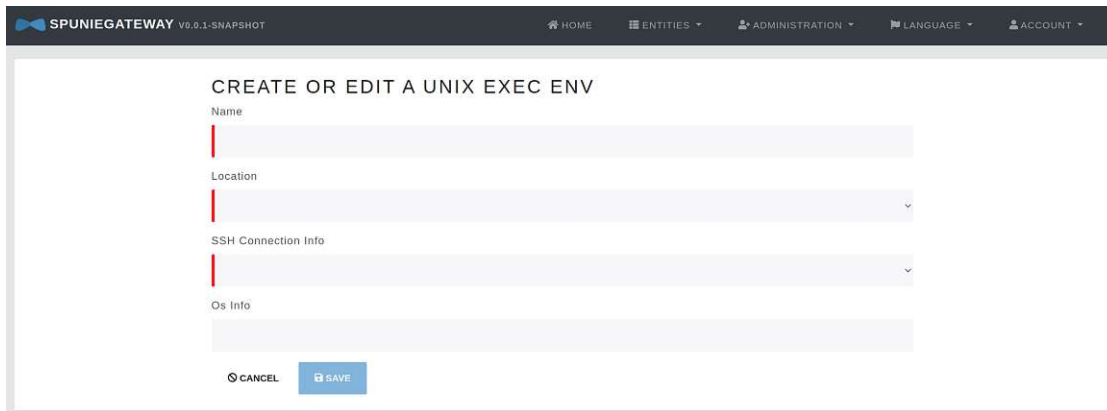 SPUNIEGATEWAY V0.0.1-SNAPSHOT HOME ENTITIES ADMINISTRATION LANGUAGE ACCOUNT
CREATE OR EDIT A UNIX EXEC ENV
Name
Location
SSH Connection Info
Os Info
CANCEL SAVE